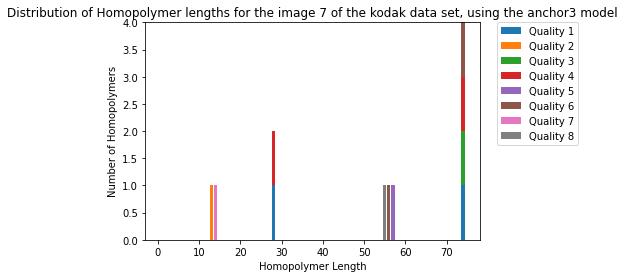 Distribution of Homopolymer lengths for the image 7 of the kodak data set, using the anchor3 model
4.0
3.5
3.0
2.5
2.0
1.5
1.0
0.5
0.0
Number of Homopolymers
0 10 20 30 40 50 60 70
Homopolymer Length
Quality 1
Quality 2
Quality 3
Quality 4
Quality 5
Quality 6
Quality 7
Quality 8